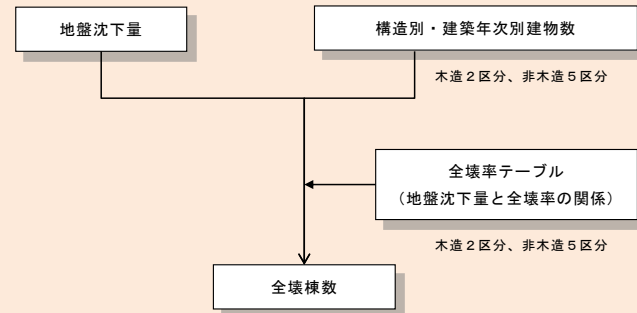 地盤沈下量
構造別・建築年次別建物数
木造２区分、非木造５区分
全壊率テーブル
（地盤沈下量と全壊率の関係）
木造２区分、非木造５区分
全壊棟数